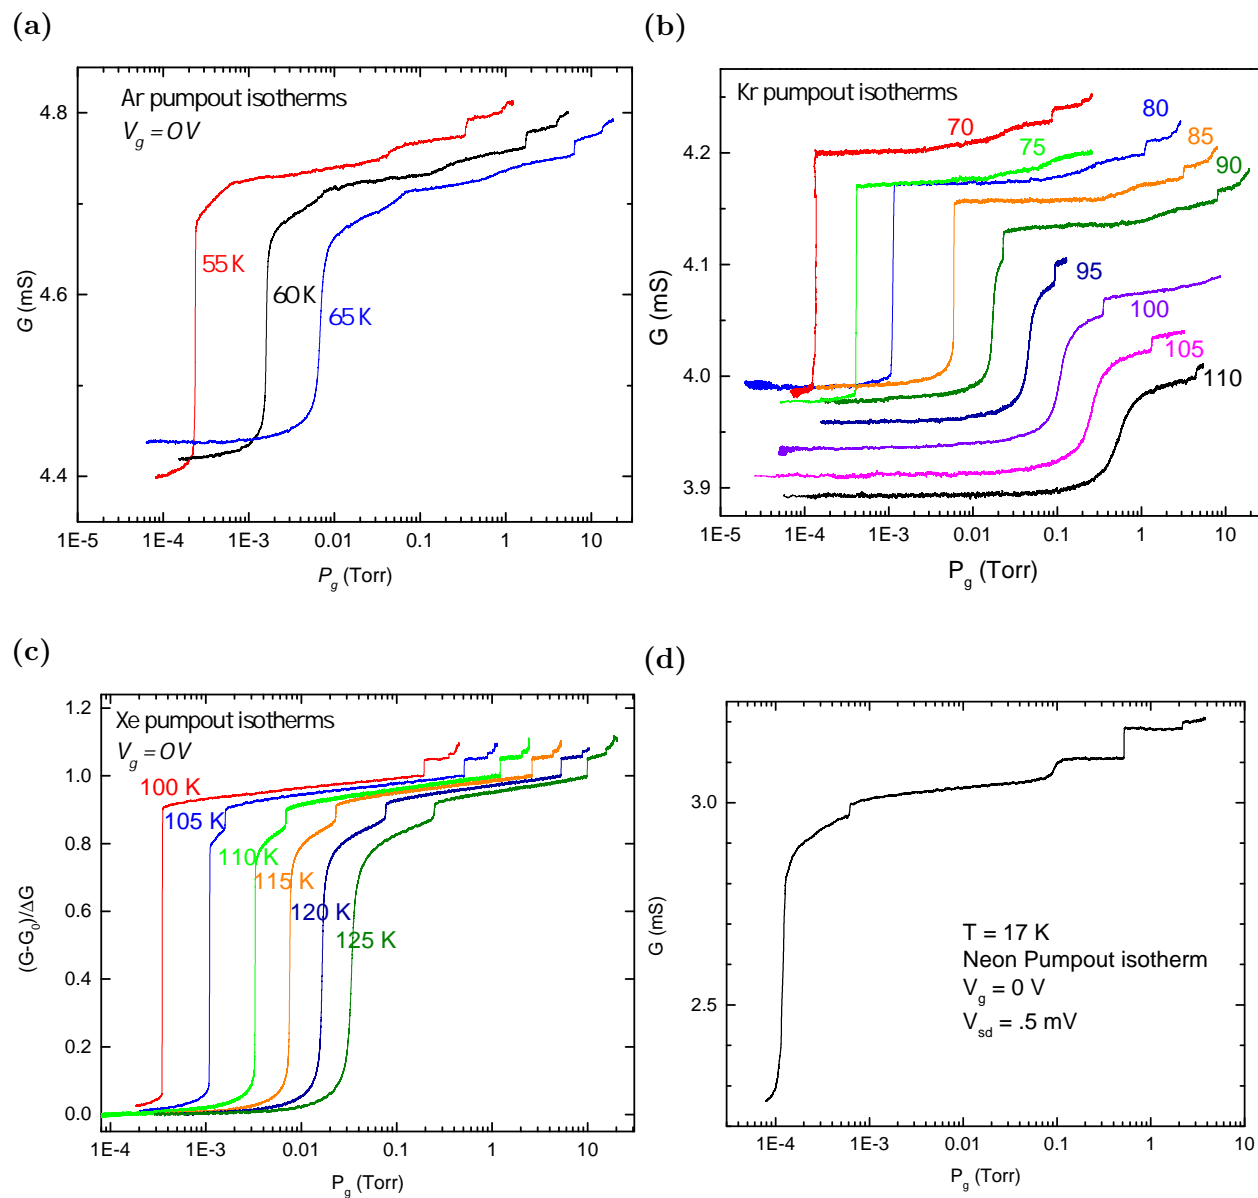 (a)
Ar pumpout isotherms
V_g = 0 V
4.8
4.6
4.4
G (mS)
55 K
60 K
65 K
1E-5
1E-4
1E-3
0.01
0.1
1
10
P_g (Torr)
(b)
Kr pumpout isotherms
4.2
4.1
4.0
3.9
G (mS)
70
75
80
85
90
95
100
105
110
1E-5
1E-4
1E-3
0.01
0.1
1
10
P_g (Torr)
(c)
Xe pumpout isotherms
V_g = 0 V
1.2
1.0
0.8
0.6
0.4
0.2
0.0
(G-G_0)/ΔG
100 K
105 K
110 K
115 K
120 K
125 K
1E-4
1E-3
0.01
0.1
1
10
P_g (Torr)
(d)
3.0
2.5
G (mS)
T = 17 K
Neon Pumpout isotherm
V_g = 0 V
V_sd = .5 mV
1E-4
1E-3
0.01
0.1
1
10
P_g (Torr)